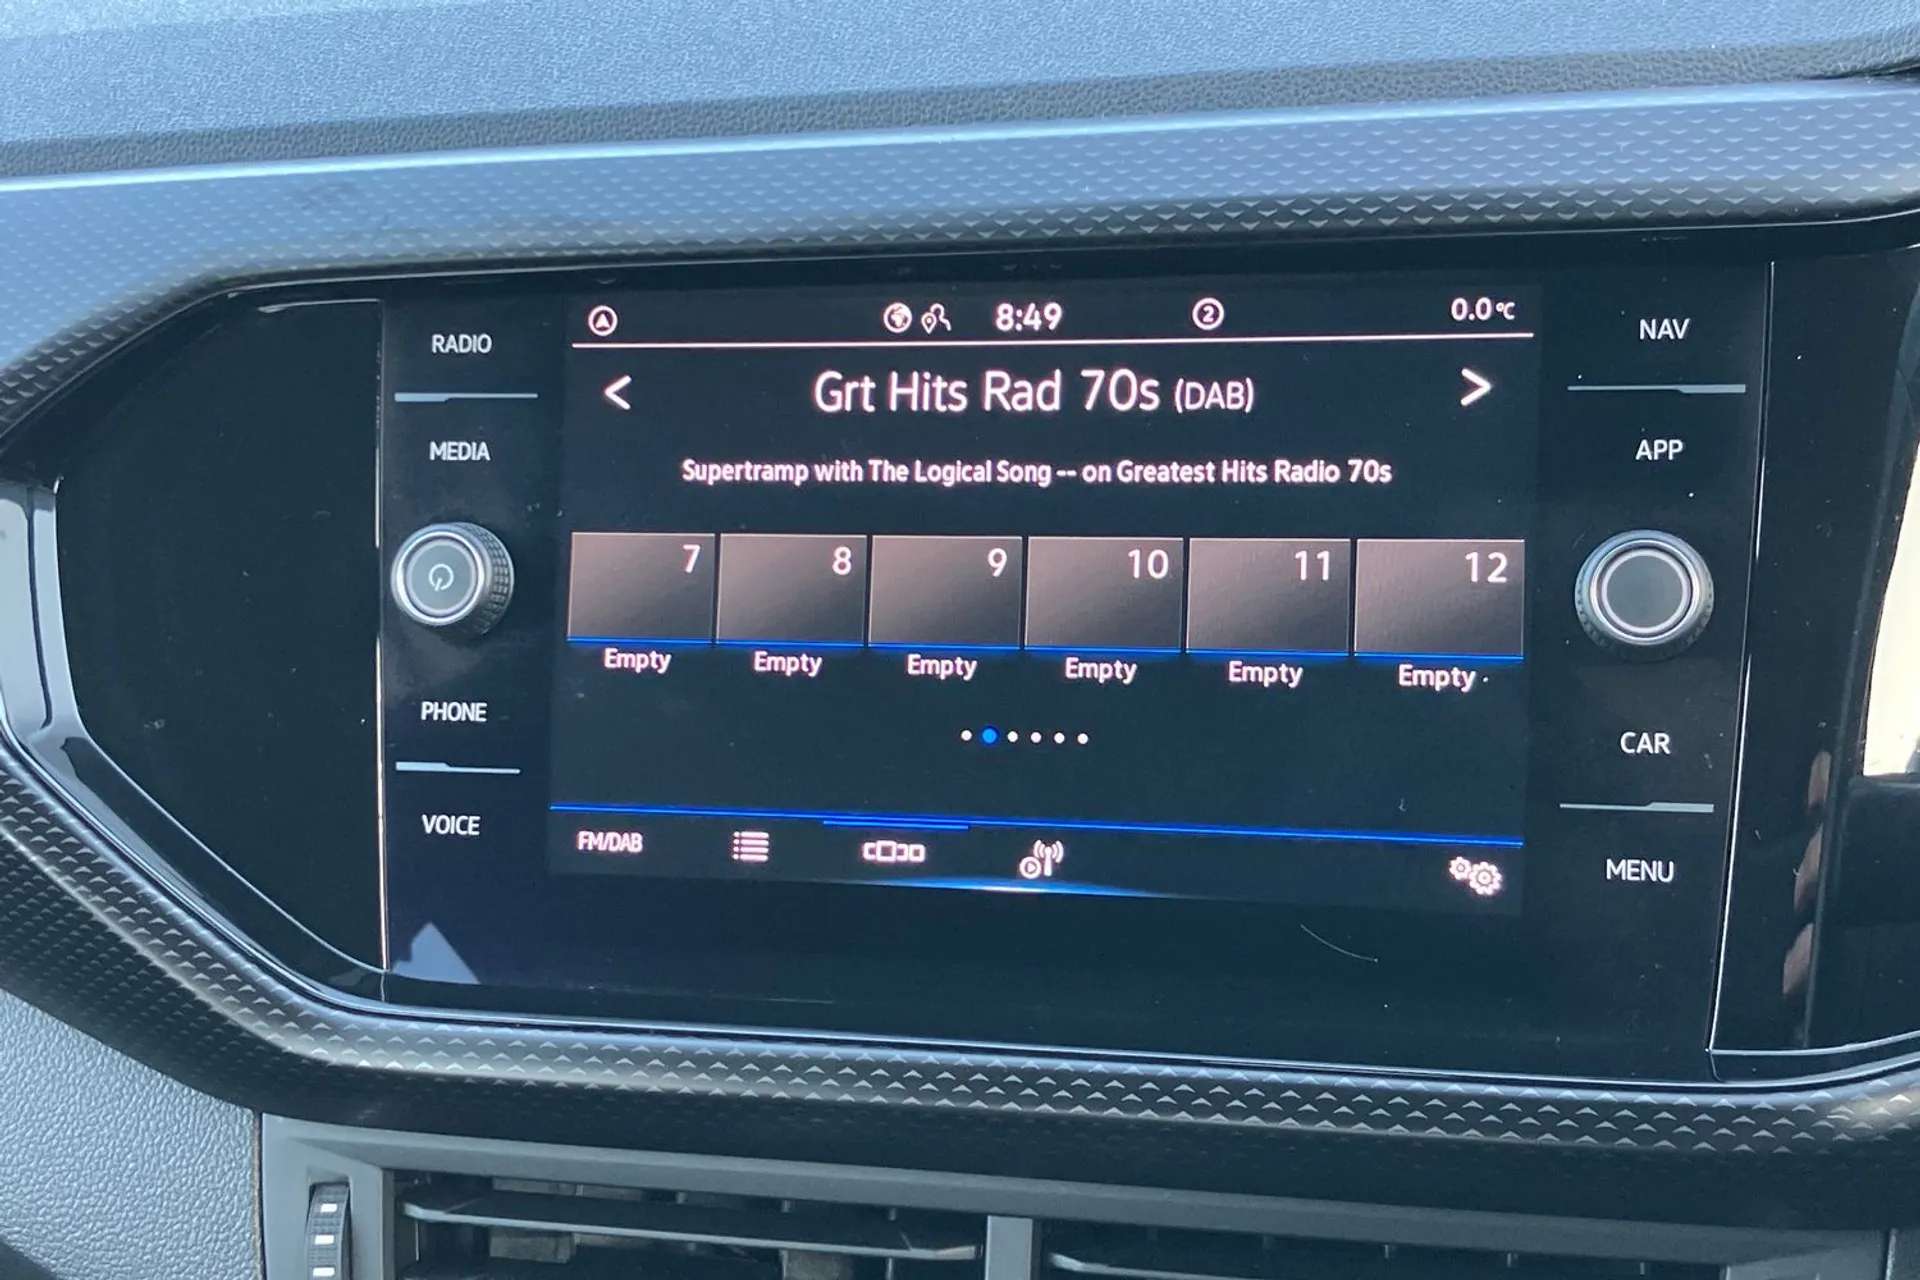 RADIO
MEDIA
PHONE
VOICE
8:49
2
0.0°C
< Grt Hits Rad 70s (DAB) >
Supertramp with The Logical Song -- on Greatest Hits Radio 70s
7 8 9 10 11 12
Empty Empty Empty Empty Empty Empty
FM/DAB
NAV
APP
CAR
MENU